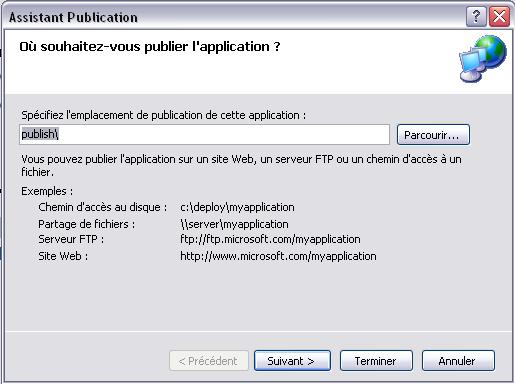 Assistant Publication
Où souhaitez-vous publier l'application ?
Spécifiez l'emplacement de publication de cette application :
publish\
Parcourir...
Vous pouvez publier l'application sur un site Web, un serveur FTP ou un chemin d'accès à un
fichier.
Exemples :
Chemin d'accès au disque : c:\deploy\myapplication
Partage de fichiers : \\server\myapplication
Serveur FTP : ftp://ftp.microsoft.com/myapplication
Site Web : http://www.microsoft.com/myapplication
< Précédent Suivant > Terminer Annuler